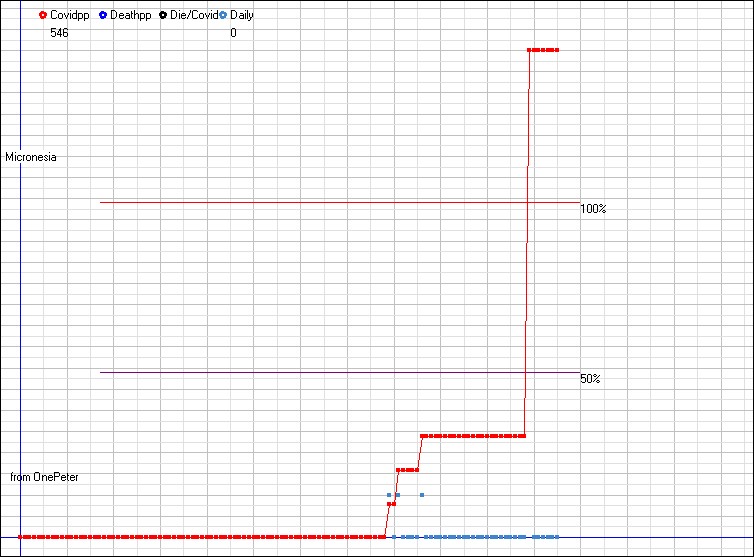 Covidpp Deathpp Die/Covid Daily
546 0
Micronesia
100%
50%
from OnePeter